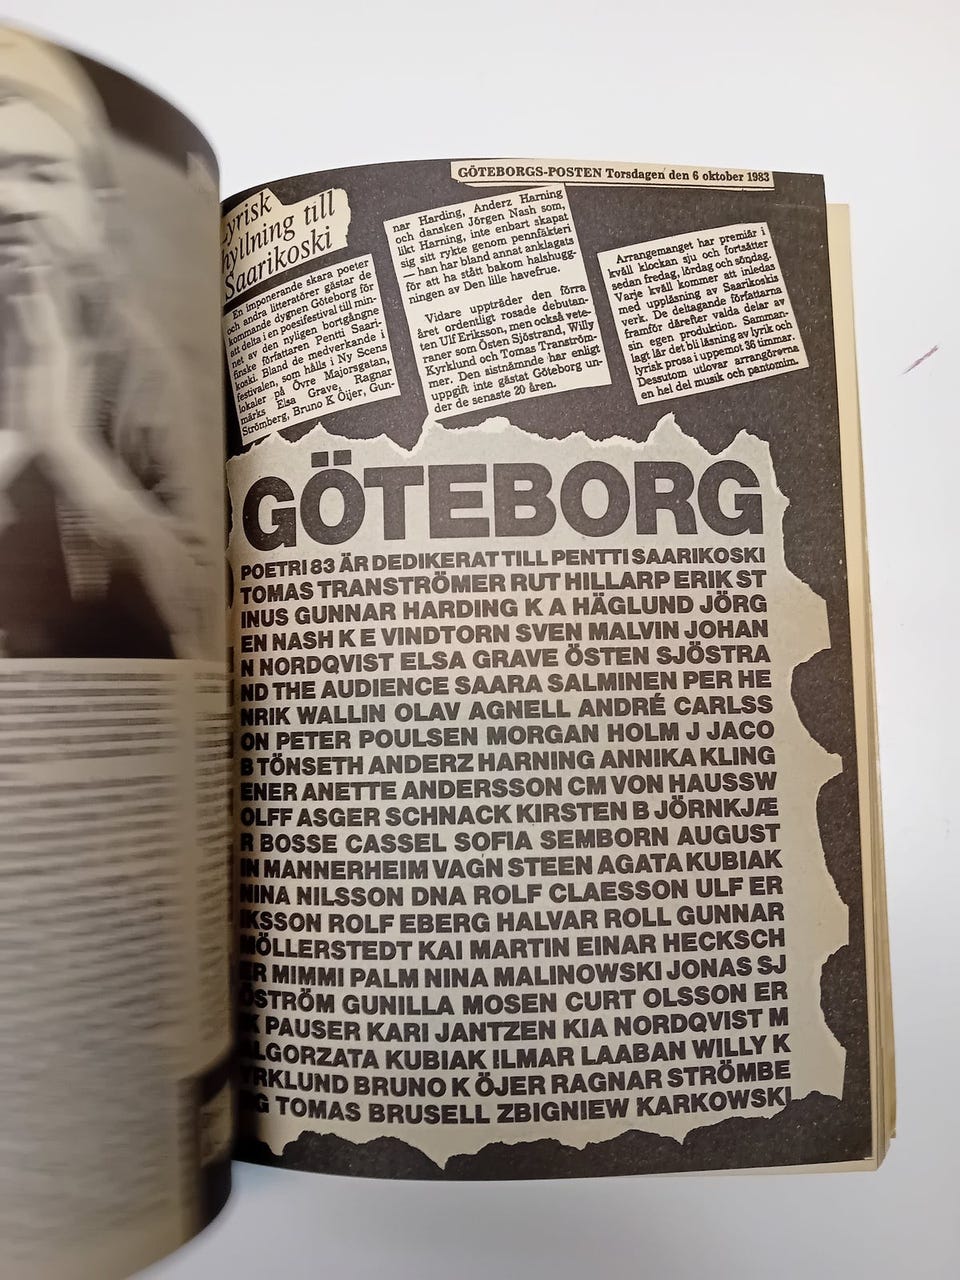 GÖTEBORGS-POSTEN Torsdagen den 6 oktober 1983
Lyrisk
hyllning till
Saarikoski
En imponerande skara poeter
och andra litteratörer gästar de
kommande dygnen Göteborg för
att delta i en poesifestival till min-
net av den nyligen bortgångne
finske författaren Pentti Saari-
koski. Bland de medverkande i
festivalen, som hålls i Ny Scens
lokaler på Övre Majorsgatan,
märks Elsa Grave, Ragnar
Strömberg, Bruno K Öijer, Gun-
nar Harding, Anderz Harning
och dansken Jörgen Nash som,
likt Harning, inte enbart skapat
sig sitt rykte genom pennfäkteri
— han har bland annat anklagats
för att ha stått bakom halshugg-
ningen av Den lille havefrue.
Vidare uppträder den förra
året ordentligt rosade debutan-
ten Ulf Eriksson, men också vete-
raner som Östen Sjöstrand, Willy
Kyrklund och Tomas Tranström-
mer. Den sistnämnde har enligt
uppgift inte gästat Göteborg un-
der de senaste 20 åren.
Arrangemanget har premiär i
kväll klockan sju och fortsätter
sedan fredag, lördag och söndag.
Varje kväll kommer att inledas
med uppläsning av Saarikoskis
verk. De deltagande författarna
framför därefter valda delar av
sin egen produktion. Samman-
lagt lär det bli läsning av lyrik och
lyrisk prosa i uppemot 36 timmar.
Dessutom utlovar arrangörerna
en hel del musik och pantomim.
GÖTEBORG
POETRI 83 ÄR DEDIKERAT TILL PENTTI SAARIKOSKI
TOMAS TRANSTRÖMER RUT HILLARP ERIK ST
INUS GUNNAR HARDING K A HÄGLUND JÖRG
EN NASH K E VINDTORN SVEN MALVIN JOHAN
N NORDQVIST ELSA GRAVE ÖSTEN SJÖSTRA
ND THE AUDIENCE SAARA SALMINEN PER HE
NRIK WALLIN OLAV AGNELL ANDRÉ CARLSS
ON PETER POULSEN MORGAN HOLM J JACO
B TÖNSETH ANDERZ HARNING ANNIKA KLING
ENER ANETTE ANDERSSON CM VON HAUSSW
OLFF ASGER SCHNACK KIRSTEN BJÖRNKJÆ
R BOSSE CASSEL SOFIA SEMBORN AUGUST
IN MANNERHEIM VAGN STEEN AGATA KUBIAK
NINA NILSSON DNA ROLF CLAESSON ULF ER
IKSSON ROLF EBERG HALVAR ROLL GUNNAR
MÖLLERSTEDT KAI MARTIN EINAR HECKSCH
ER MIMMI PALM NINA MALINOWSKI JONAS SJ
ÖSTRÖM GUNILLA MOSEN CURT OLSSON ER
IK PAUSER KARI JANTZEN KIA NORDQVIST M
ALGORZATA KUBIAK ILMAR LAABAN WILLY K
YRKLUND BRUNO K ÖJER RAGNAR STRÖMBE
RG TOMAS BRUSELL ZBIGNIEW KARKOWSKI